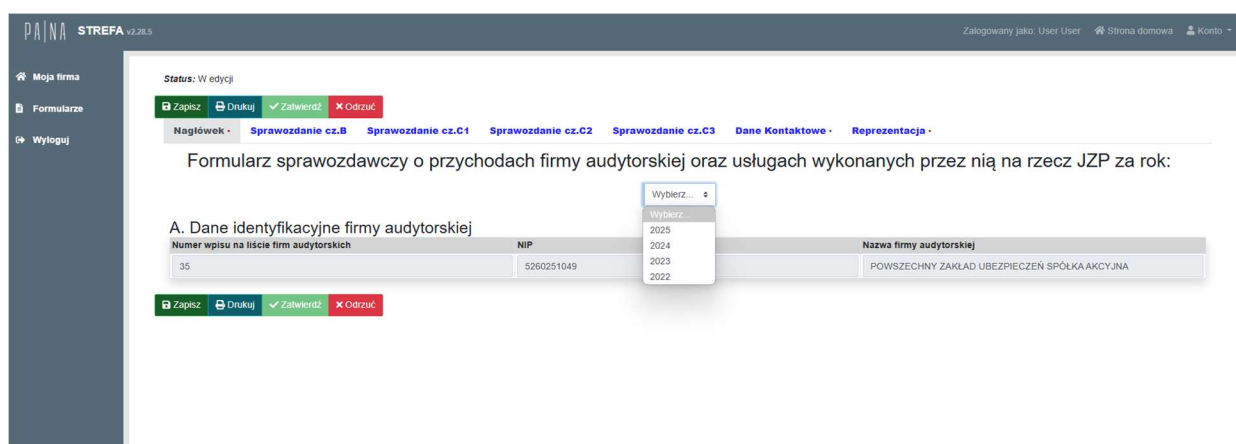 PANA STREFA v2.28.5
Zalogowany jako: User User Strona domowa Konto
Moja firma
Formularze
Wyloguj
Status: W edycji
Zapisz Drukuj Zatwierdź Odrzuć
Nagłówek • Sprawozdanie cz.B Sprawozdanie cz.C1 Sprawozdanie cz.C2 Sprawozdanie cz.C3 Dane Kontaktowe • Reprezentacja •
Formularz sprawozdawczy o przychodach firmy audytorskiej oraz usługach wykonanych przez nią na rzecz JZP za rok:
Wybierz...
Wybierz...
2025
2024
2023
2022
A. Dane identyfikacyjne firmy audytorskiej
Numer wpisu na liście firm audytorskich NIP Nazwa firmy audytorskiej
35 5260251049 POWSZECHNY ZAKŁAD UBEZPIECZEŃ SPÓŁKA AKCYJNA
Zapisz Drukuj Zatwierdź Odrzuć